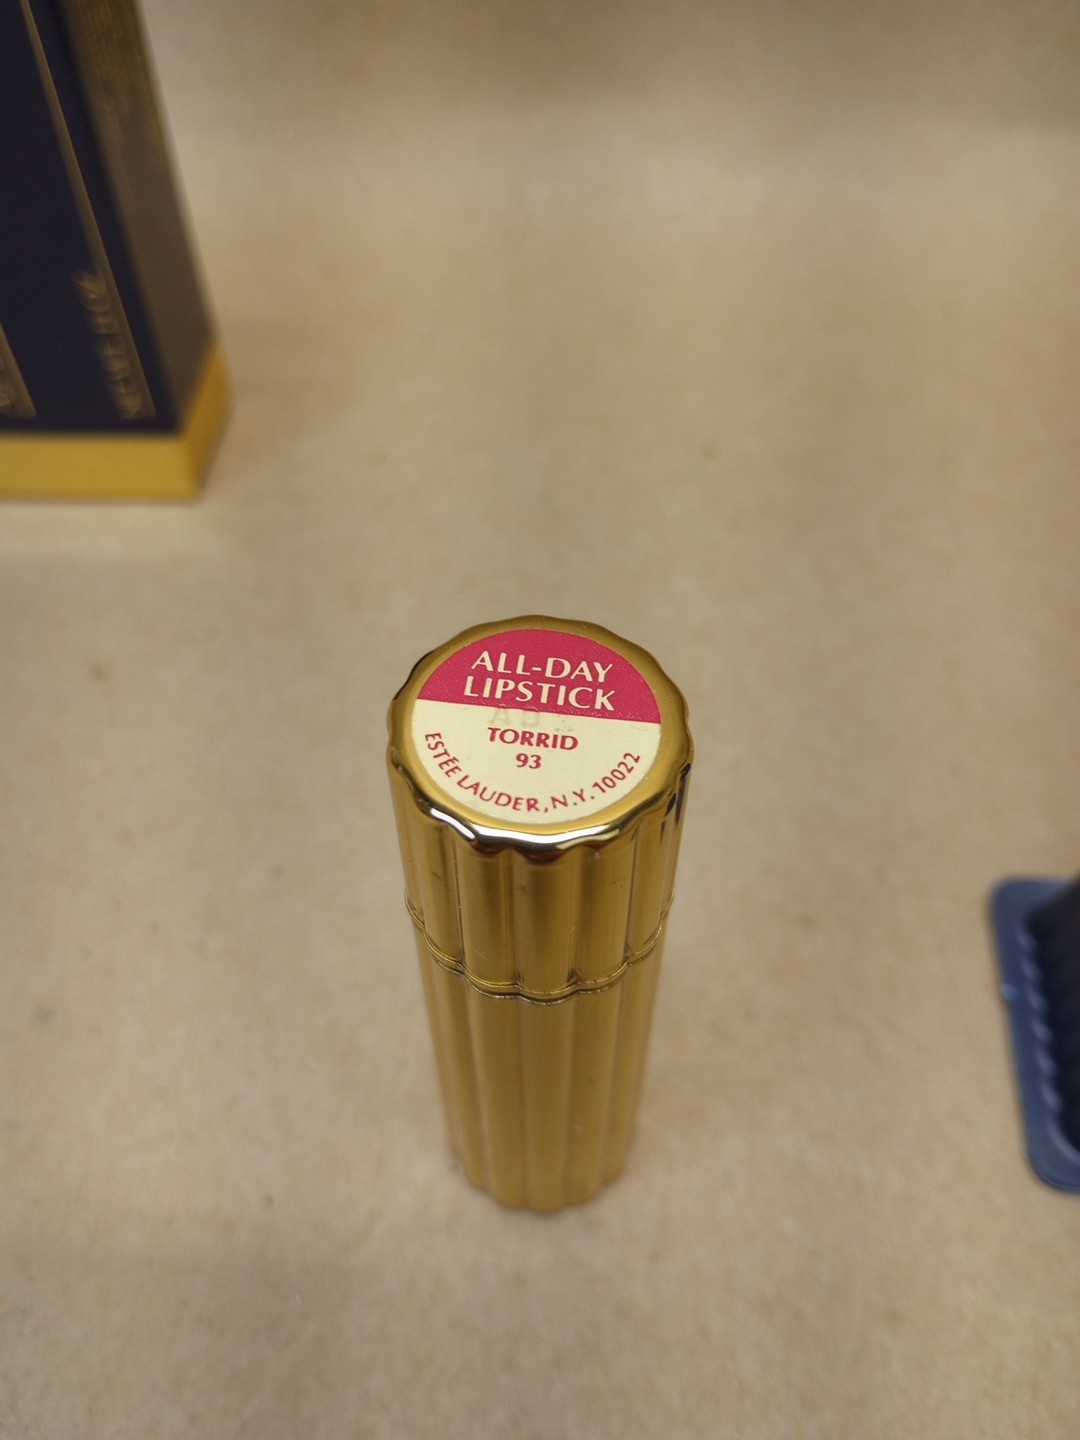 ALL-DAY
LIPSTICK
TORRID
93
ESTÉE LAUDER, N.Y. 10022